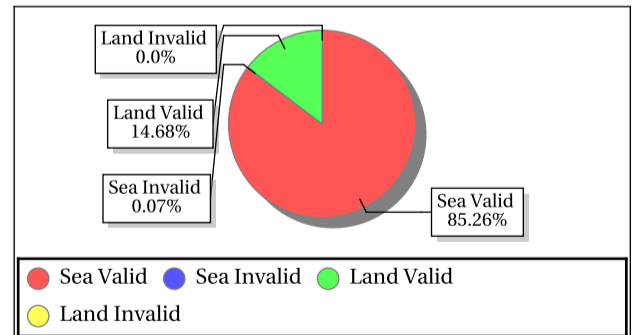 Land Invalid
0.0%
Land Valid
14.68%
Sea Invalid
0.07%
Sea Valid
85.26%
Sea Valid Sea Invalid Land Valid
Land Invalid